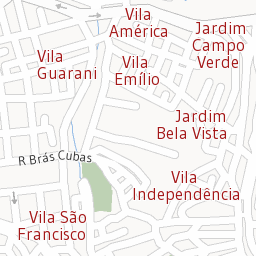 Vila
América
Jardim
Campo
Verde
Vila
Guarani
Vila
Emílio
Jardim
Bela Vista
R Brás Cubas
Vila
Independência
Vila São
Francisco